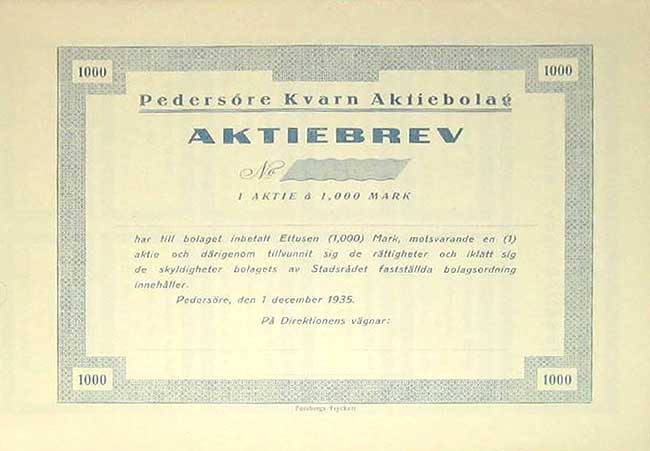 1000 1000
Pedersöre Kvarn Aktiebolag
AKTIEBREV
No
1 AKTIE à 1,000 MARK
har till bolaget inbetalt Ettusen (1,000) Mark, motsvarande en (1)
aktie och därigenom tillvunnit sig de rättigheter och iklätt sig
de skyldigheter bolagets av Stadsrådet fastställda bolagsordning
innehåller.
Pedersöre, den 1 december 1935.
På Direktionens vägnar:
1000 1000
Forsbergs Tryckeri